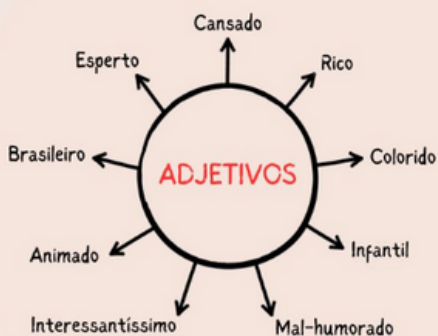 Cansado
Esperto
Rico
Brasileiro
ADJETIVOS
Colorido
Animado
Infantil
Interessantíssimo
Mal-humorado